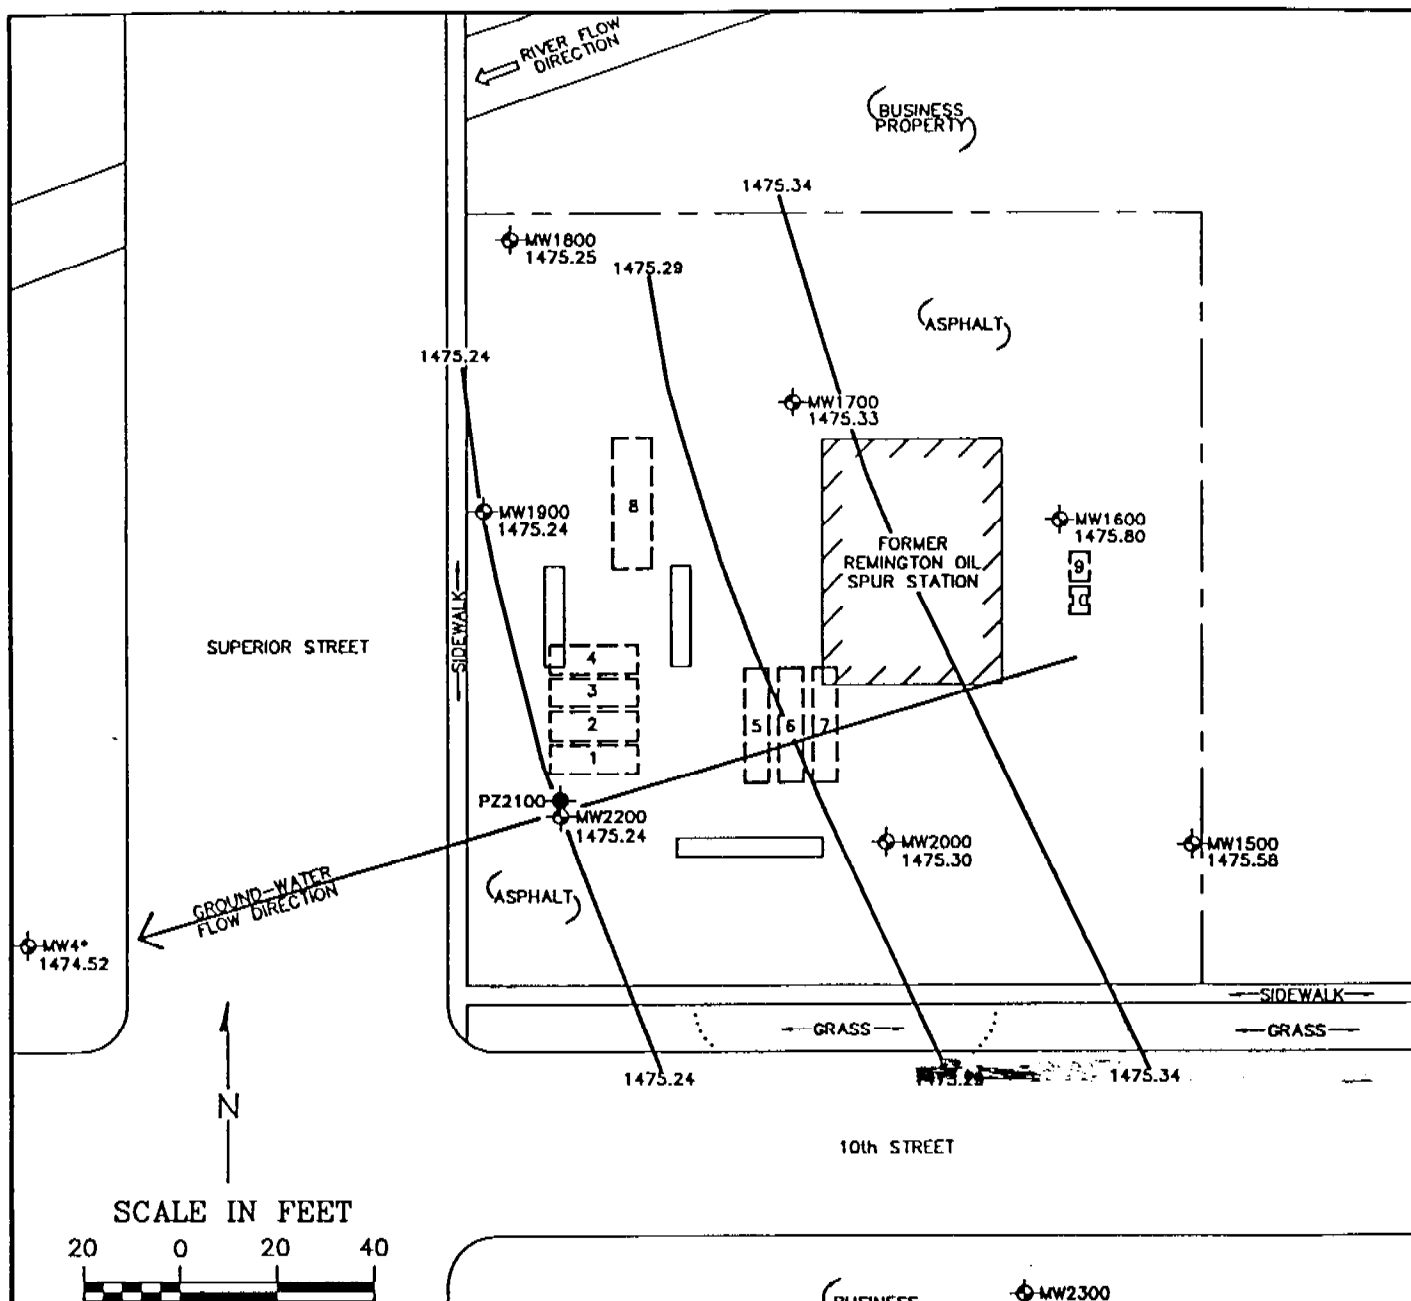 RIVER FLOW
DIRECTION
BUSINESS
PROPERTY
1475.34
MW1800
1475.25
1475.29
ASPHALT
1475.24
MW1700
1475.33
8
MW1900
1475.24
FORMER
REMINGTON OIL
SPUR STATION
MW1600
1475.80
9
10
SIDEWALK
SUPERIOR STREET
4
3
2
1
5
6
7
PZ2100
MW2200
1475.24
MW2000
1475.30
MW1500
1475.58
GROUND-WATER
FLOW DIRECTION
ASPHALT
MW4*
1474.52
SIDEWALK
GRASS
GRASS
1475.24
1475.29
1475.34
N
10th STREET
SCALE IN FEET
20 0 20 40
MW2300
BUSINESS